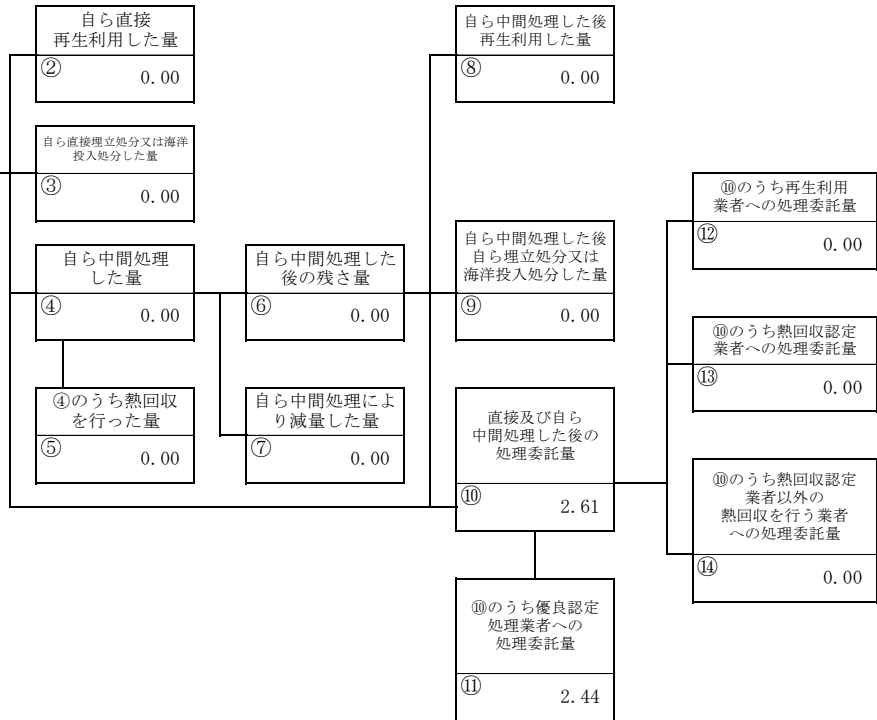 自ら直接
再生利用した量
②
0.00
自ら直接埋立処分又は海洋
投入処分した量
③
0.00
自ら中間処理
した量
④
0.00
④のうち熱回収
を行った量
⑤
0.00
自ら中間処理した
後の残さ量
⑥
0.00
自ら中間処理によ
り減量した量
⑦
0.00
自ら中間処理した後
再生利用した量
⑧
0.00
自ら中間処理した後
自ら埋立処分又は
海洋投入処分した量
⑨
0.00
直接及び自ら
中間処理した後の
処理委託量
⑩
2.61
⑩のうち優良認定
処理業者への
処理委託量
⑪
2.44
⑩のうち再生利用
業者への処理委託量
⑫
0.00
⑩のうち熱回収認定
業者への処理委託量
⑬
0.00
⑩のうち熱回収認定
業者以外の
熱回収を行う業者
への処理委託量
⑭
0.00